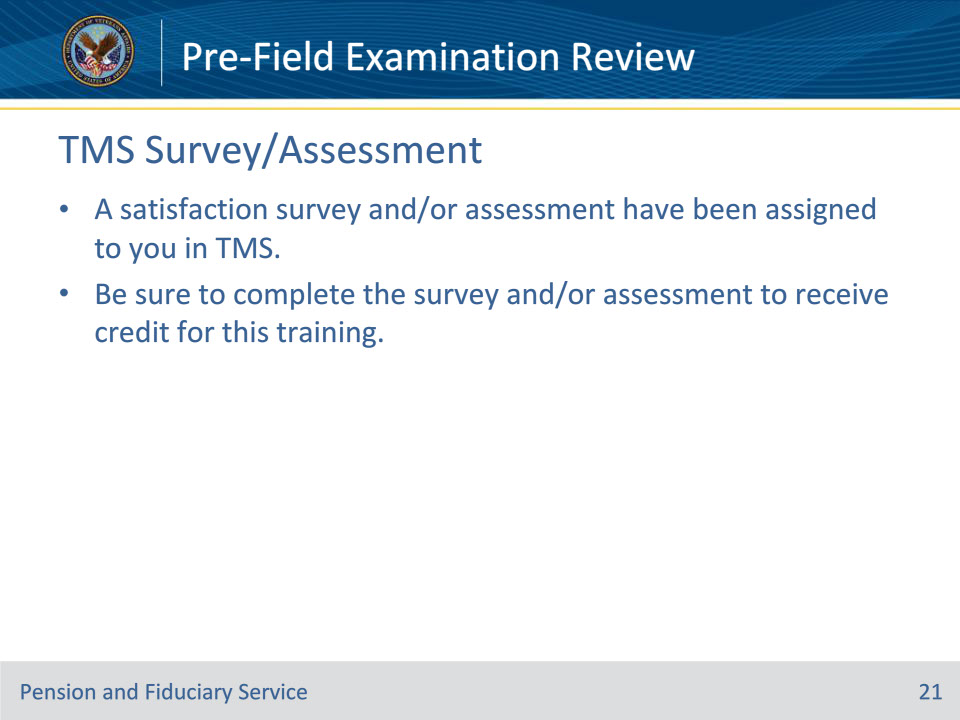 Pre-Field Examination Review
TMS Survey/Assessment
• A satisfaction survey and/or assessment have been assigned
to you in TMS.
• Be sure to complete the survey and/or assessment to receive
credit for this training.
Pension and Fiduciary Service
21